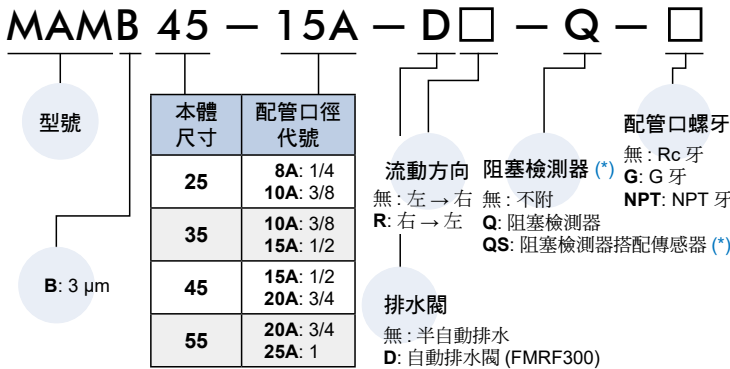 MAMB 45 − 15A − D□ − Q − □
型號
B: 3 µm
本體尺寸 配管口徑代號
25 8A: 1/4
10A: 3/8
35 10A: 3/8
15A: 1/2
45 15A: 1/2
20A: 3/4
55 20A: 3/4
25A: 1
流動方向
無 : 左 → 右
R: 右 → 左
排水閥
無 : 半自動排水
D: 自動排水閥 (FMRF300)
阻塞檢測器 (*)
無 : 不附
Q: 阻塞檢測器
QS: 阻塞檢測器搭配傳感器 (*)
配管口螺牙
無 : Rc 牙
G: G 牙
NPT: NPT 牙